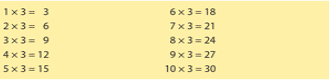 1 × 3 = 3
2 × 3 = 6
3 × 3 = 9
4 × 3 = 12
5 × 3 = 15
6 × 3 = 18
7 × 3 = 21
8 × 3 = 24
9 × 3 = 27
10 × 3 = 30